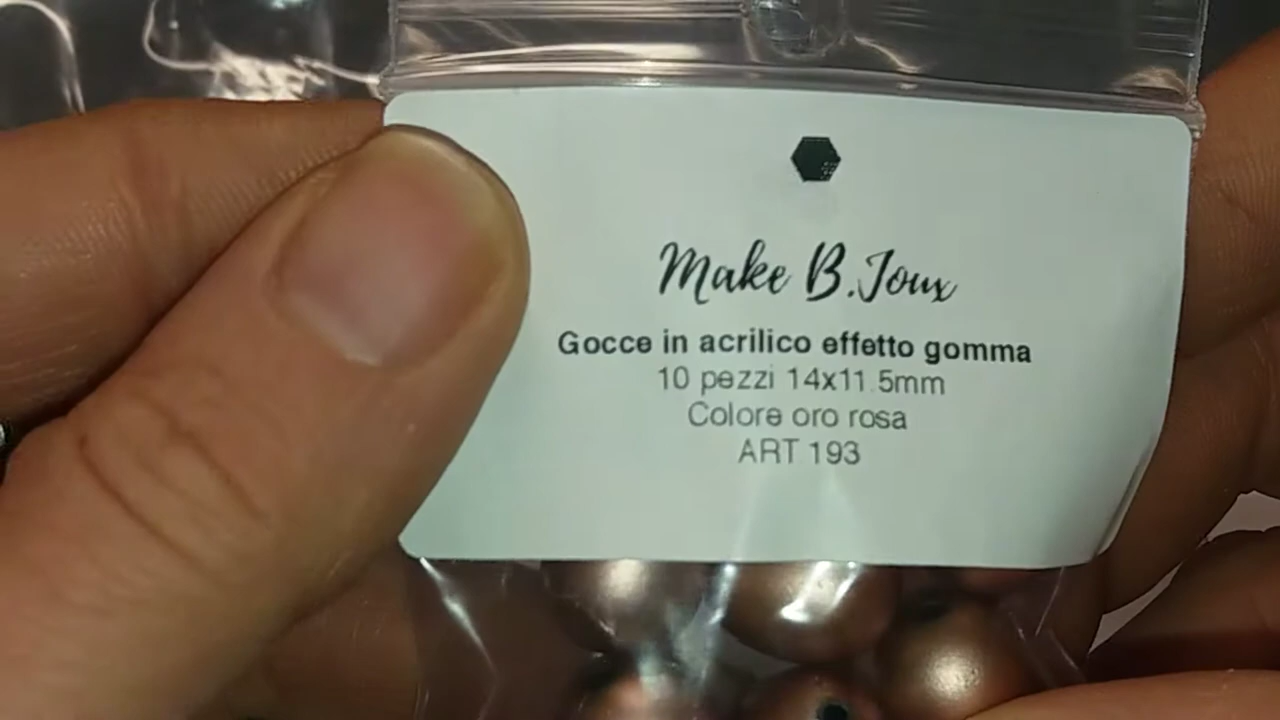 Make B.Joux
Gocce in acrilico effetto gomma
10 pezzi 14x11.5mm
Colore oro rosa
ART 193